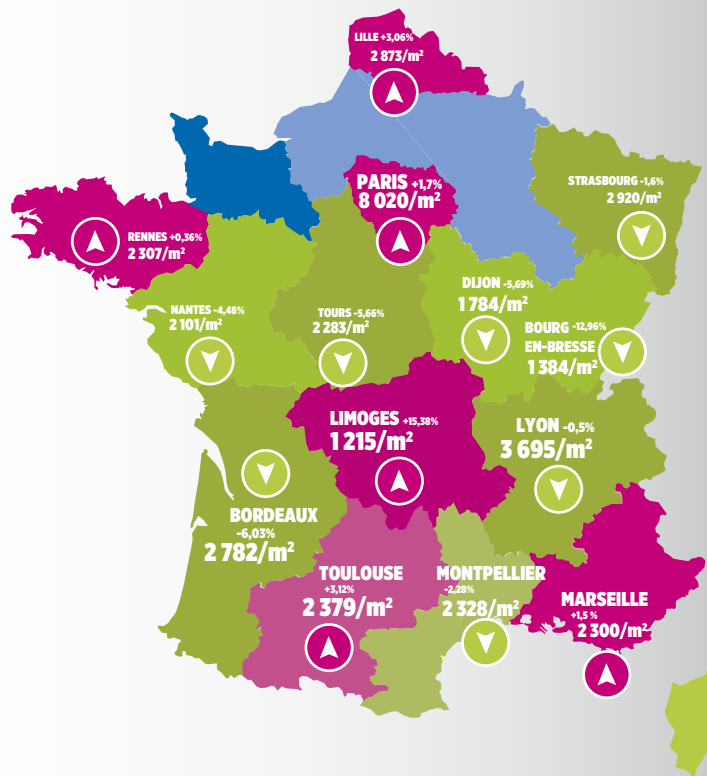 LILLE +3,06%
2 873/m²
PARIS +1,7%
8 020/m²
STRASBOURG -1,6%
2 920/m²
RENNES +0,36%
2 307/m²
NANTES -4,48%
2 101/m²
TOURS -5,66%
2 283/m²
DIJON -5,69%
1 784/m²
BOURG -12,96%
EN-BRESSE
1 384/m²
LIMOGES +15,38%
1 215/m²
LYON -0,5%
3 695/m²
BORDEAUX
-6,03%
2 782/m²
TOULOUSE
+3,12%
2 379/m²
MONTPELLIER
-2,28%
2 328/m²
MARSEILLE
+1,5 %
2 300/m²